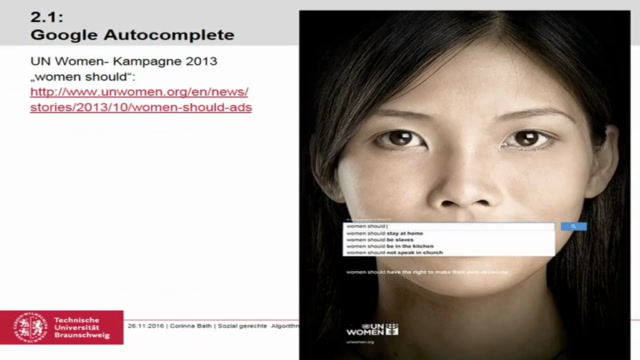 2.1:
Google Autocomplete
UN Women- Kampagne 2013
„women should“:
http://www.unwomen.org/en/news/
stories/2013/10/women-should-ads
women should
women should stay at home
women should be slaves
women should be in the kitchen
women should not speak in church
women should have the right to make their own decisions
UN
WOMEN
unwomen.org
Technische
Universität
Braunschweig
26.11.2016 | Corinna Bath | Sozial gerechte Algorithm